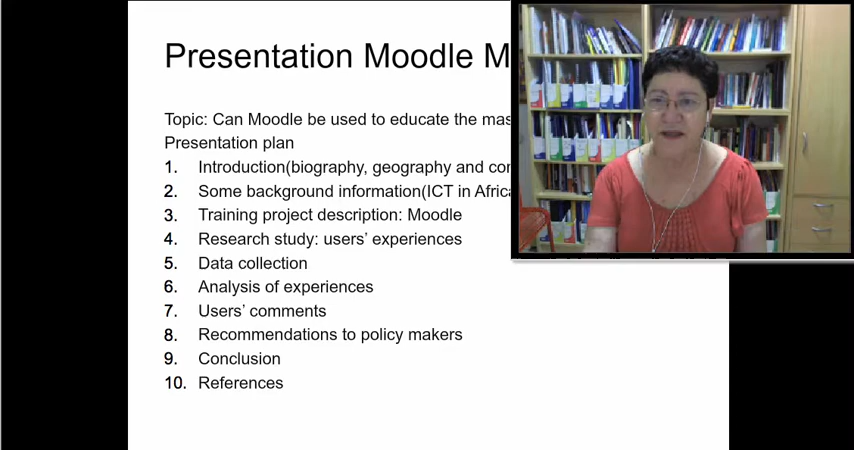 Presentation Moodle M
Topic: Can Moodle be used to educate the mas
Presentation plan
1. Introduction(biography, geography and
2. Some background information(ICT in Africa
3. Training project description: Moodle
4. Research study: users’ experiences
5. Data collection
6. Analysis of experiences
7. Users’ comments
8. Recommendations to policy makers
9. Conclusion
10. References